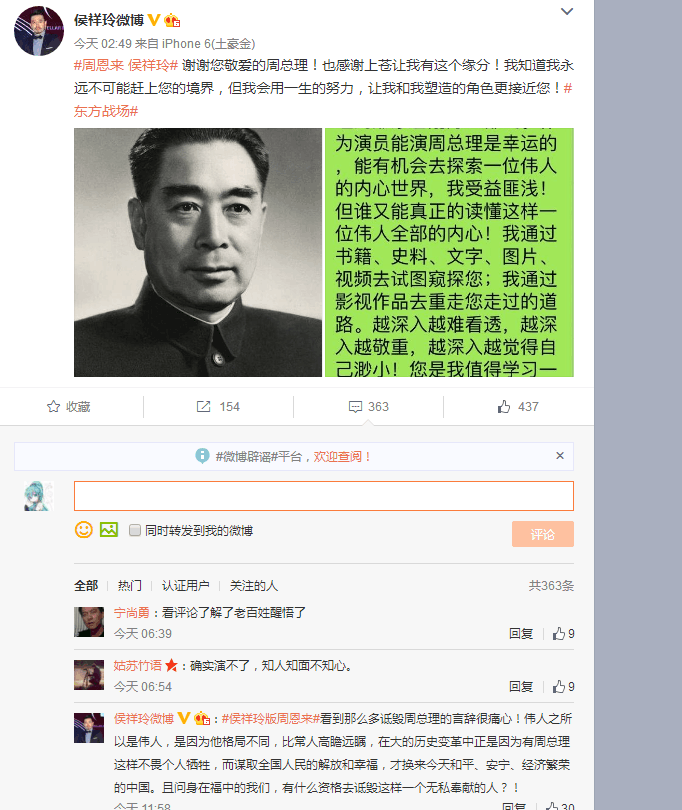 侯祥玲微博
今天 02:49 来自 iPhone 6(土豪金)
#周恩来 侯祥玲# 谢谢您敬爱的周总理！也感谢上苍让我有这个缘分！我知道我永
远不可能赶上您的境界，但我会用一生的努力，让我和我塑造的角色更接近您！#
东方战场#
为演员能演周总理是幸运的
，能有机会去探索一位伟人
的内心世界，我受益匪浅！
但谁又能真正的读懂这样一
位伟人全部的内心！我通过
书籍、史料、文字、图片、
视频去试图窥探您；我通过
影视作品去重走您走过的道
路。越深入越难看透，越深
入越敬重，越深入越觉得自
己渺小！您是我值得学习一
收藏
154
363
437
#微博辟谣#平台，欢迎查阅！
同时转发到我的微博
评论
全部 热门 认证用户 关注的人 共363条
宁尚勇：看评论了解了老百姓醒悟了
今天 06:39 回复 9
姑苏竹语：确实演不了，知人知面不知心。
今天 06:54 回复 9
侯祥玲微博：#侯祥玲版周恩来#看到那么多诋毁周总理的言辞很痛心！伟人之所
以是伟人，是因为他格局不同，比常人高瞻远瞩，在大的历史变革中正是因为有周总理
这样不畏个人牺牲，而谋取全国人民的解放和幸福，才换来今天和平、安宁、经济繁荣
的中国。且问身在福中的我们，有什么资格去诋毁这样一个无私奉献的人？！
今天 11:58 回复 30